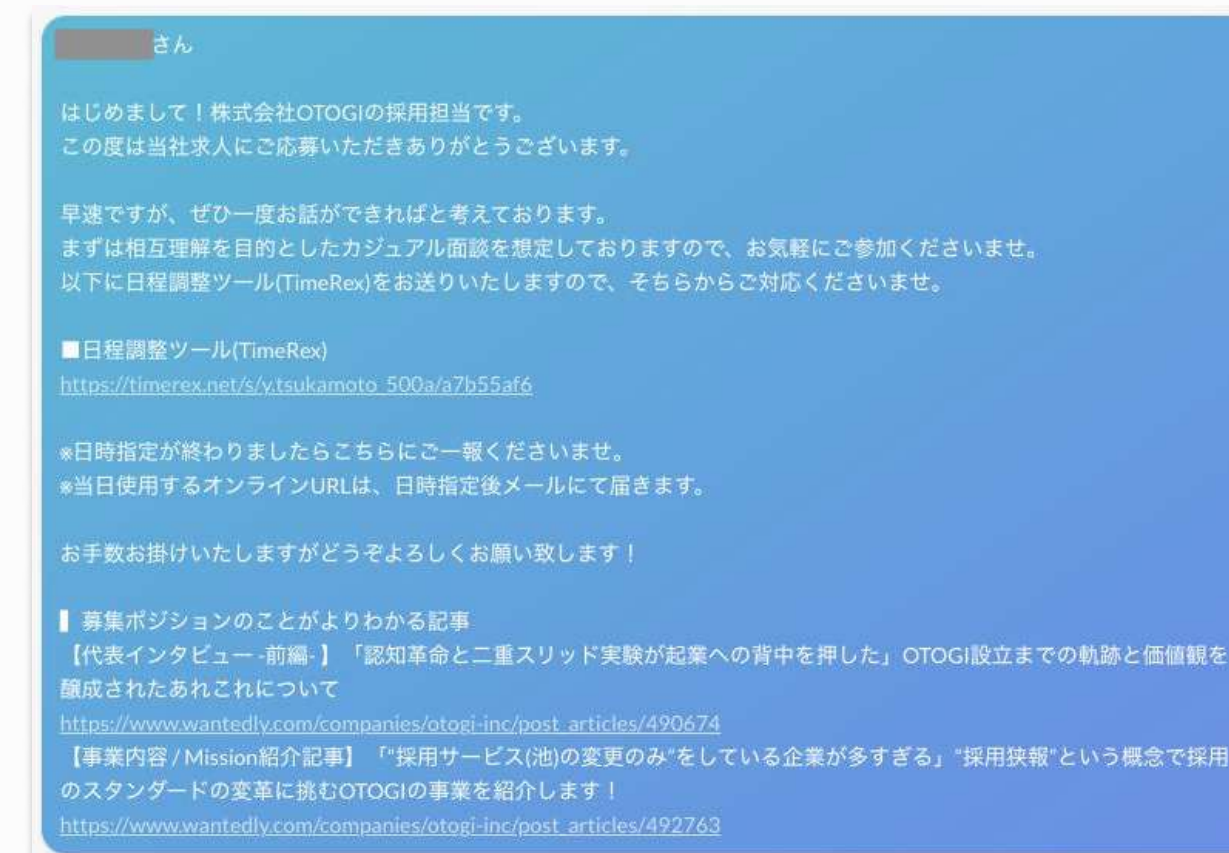 さん
はじめまして！株式会社OTOGIの採用担当です。
この度は当社求人にご応募いただきありがとうございます。
早速ですが、ぜひ一度お話ができればと考えております。
まずは相互理解を目的としたカジュアル面談を想定しておりますので、お気軽にご参加くださいませ。
以下に日程調整ツール(TimeRex)をお送りいたしますので、そちらからご対応くださいませ。
■日程調整ツール(TimeRex)
https://timerex.net/s/y.tsukamoto_500a/a7b55af6
※日時指定が終わりましたらこちらにご一報くださいませ。
※当日使用するオンラインURLは、日時指定後メールにて届きます。
お手数お掛けいたしますがどうぞよろしくお願い致します！
▍募集ポジションのことがよりわかる記事
【代表インタビュー -前編- 】「認知革命と二重スリッド実験が起業への背中を押した」OTOGI設立までの軌跡と価値観を
醸成されたあれこれについて
https://www.wantedly.com/companies/otogi-inc/post_articles/490674
【事業内容 / Mission紹介記事】「“採用サービス(池)の変更のみ”をしている企業が多すぎる」“採用狭報”という概念で採用
のスタンダードの変革に挑むOTOGIの事業を紹介します！
https://www.wantedly.com/companies/otogi-inc/post_articles/492763